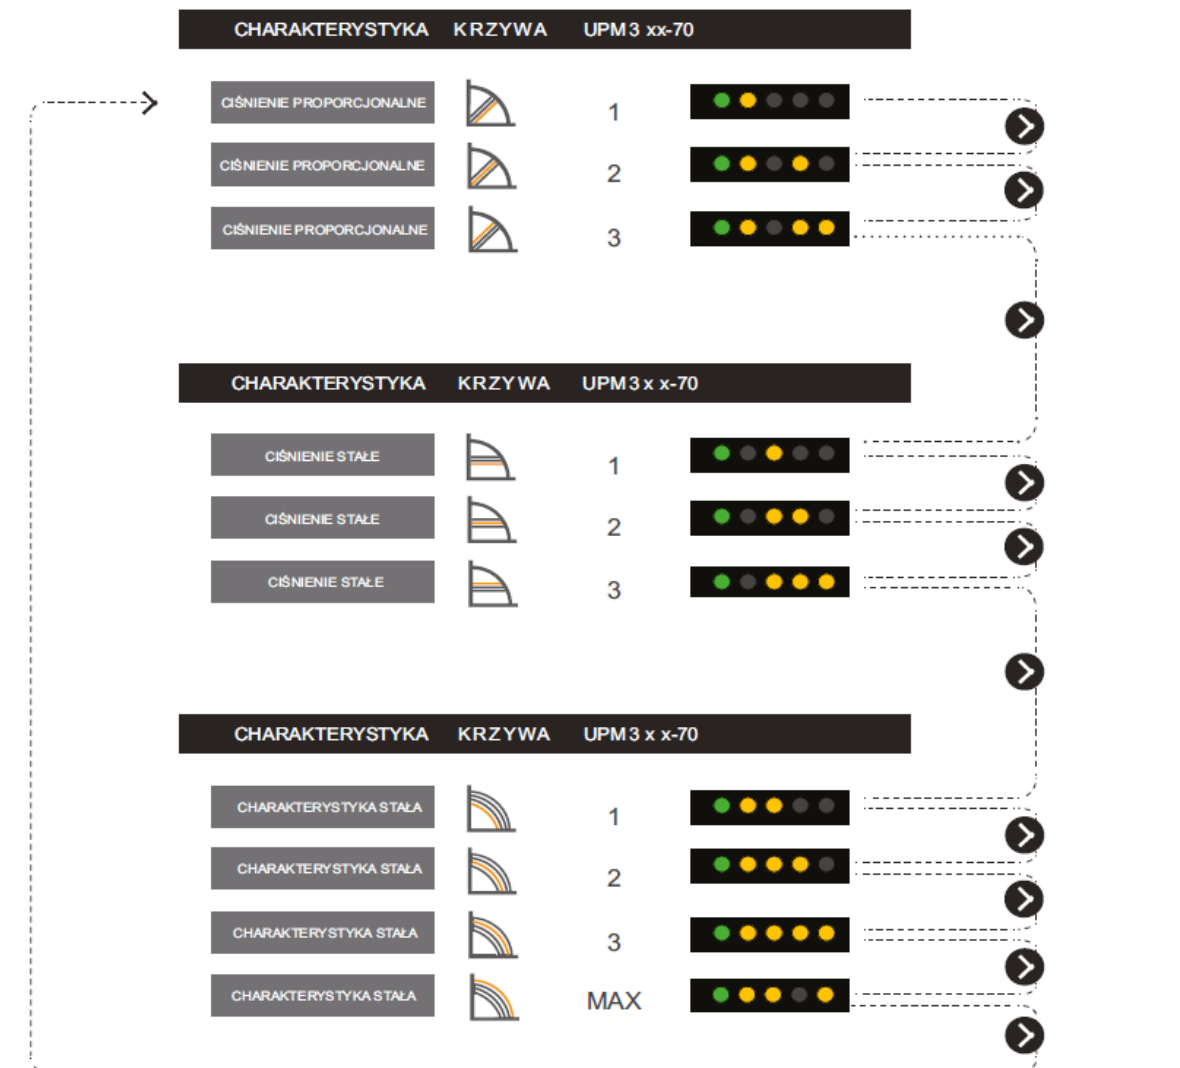 CHARAKTERYSTYKA KRZYWA UPM3 xx-70
CIŚNIENIE PROPORCJONALNE 1
CIŚNIENIE PROPORCJONALNE 2
CIŚNIENIE PROPORCJONALNE 3
CHARAKTERYSTYKA KRZYWA UPM3 x x-70
CIŚNIENIE STAŁE 1
CIŚNIENIE STAŁE 2
CIŚNIENIE STAŁE 3
CHARAKTERYSTYKA KRZYWA UPM3 x x-70
CHARAKTERYSTYKA STAŁA 1
CHARAKTERYSTYKA STAŁA 2
CHARAKTERYSTYKA STAŁA 3
CHARAKTERYSTYKA STAŁA MAX